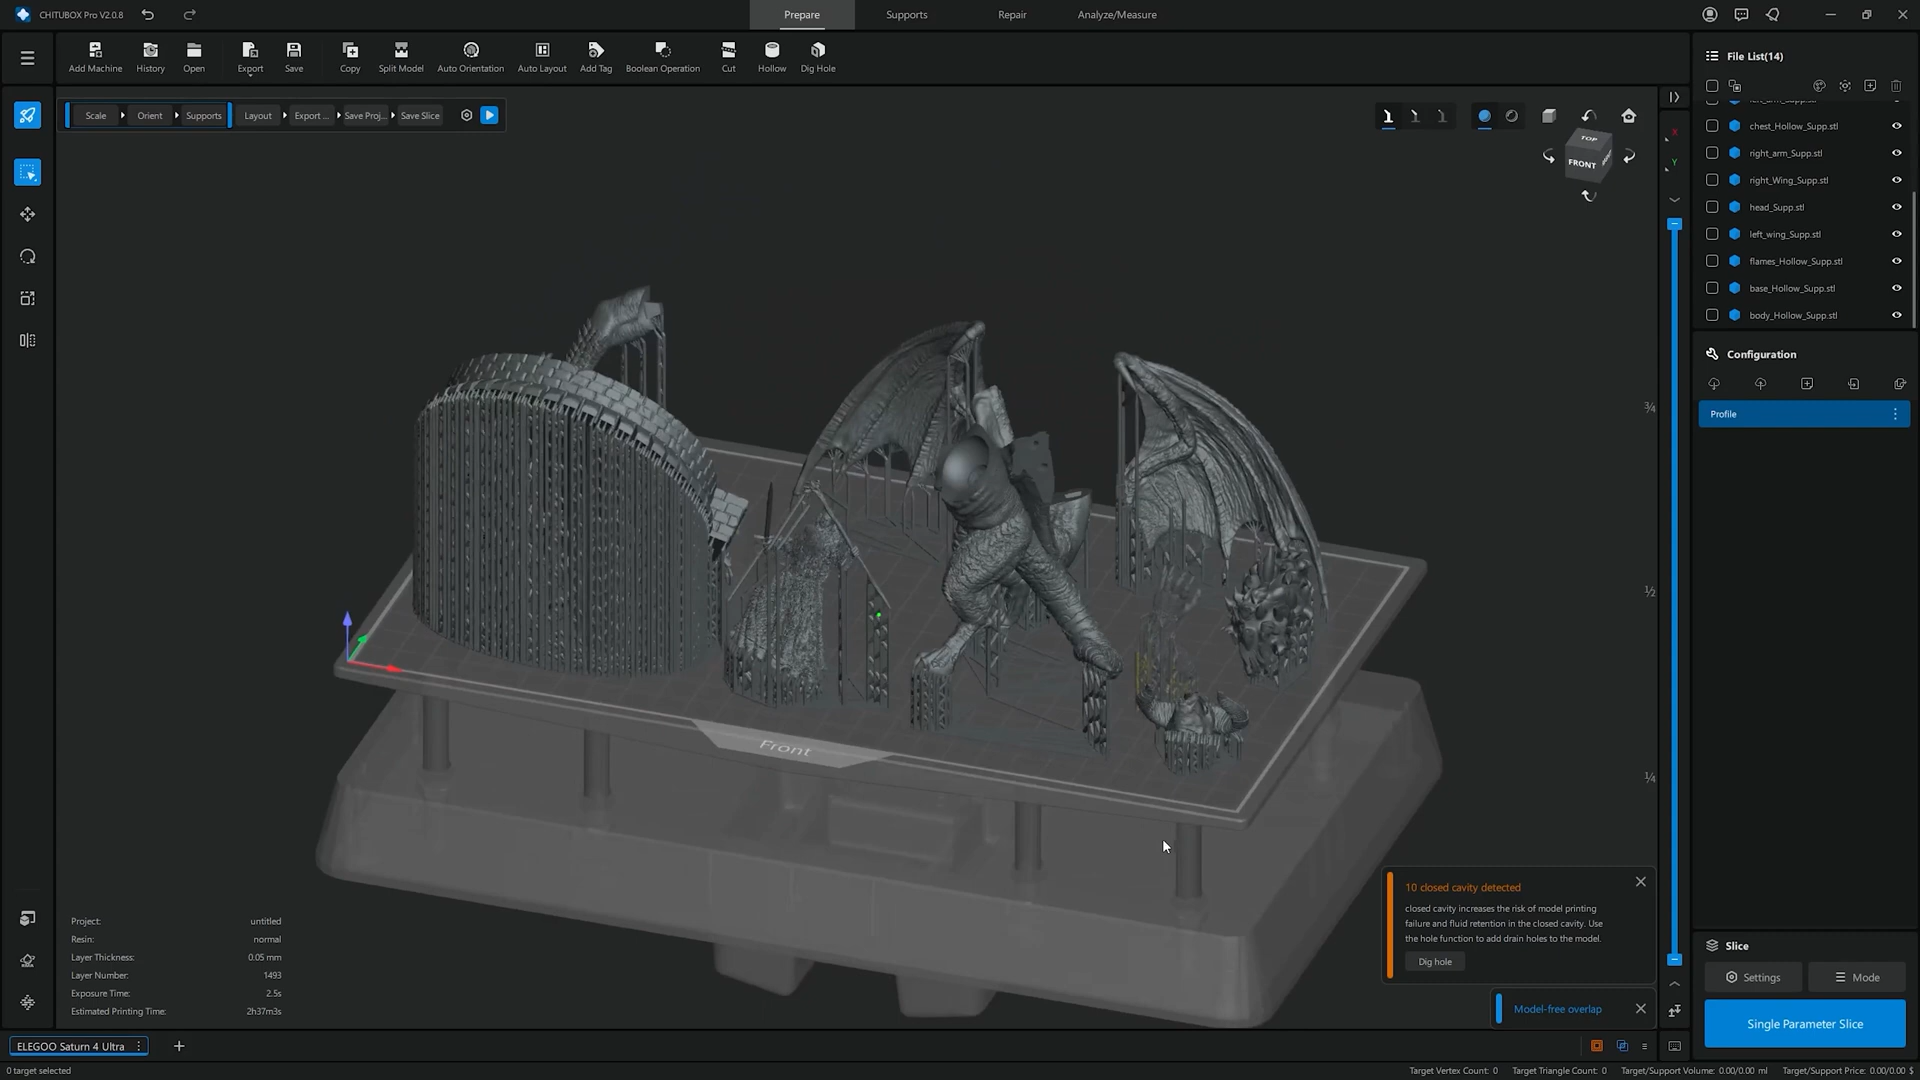 CHITUBOX Pro V2.0.8
Prepare
Supports
Repair
Analyze/Measure
Add Machine
History
Open
Export
Save
Copy
Split Model
Auto Orientation
Auto Layout
Add Tag
Boolean Operation
Cut
Hollow
Dig Hole
Scale
Orient
Supports
Layout
Export ...
Save Proj...
Save Slice
TOP
FRONT
X
Y
File List(14)
chest_Hollow_Supp.stl
right_arm_Supp.stl
right_Wing_Supp.stl
head_Supp.stl
left_wing_Supp.stl
flames_Hollow_Supp.stl
base_Hollow_Supp.stl
body_Hollow_Supp.stl
Configuration
Profile
3/4
1/2
1/4
Front
Project: untitled
Resin: normal
Layer Thickness: 0.05 mm
Layer Number: 1493
Exposure Time: 2.5s
Estimated Printing Time: 2h37m3s
10 closed cavity detected
closed cavity increases the risk of model printing
failure and fluid retention in the closed cavity. Use
the hole function to add drain holes to the model.
Dig hole
Model-free overlap
Slice
Settings
Mode
Single Parameter Slice
ELEGOO Saturn 4 Ultra
0 target selected
Target Vertex Count: 0
Target Triangle Count: 0
Target/Support Volume: 0.00/0.00 ml
Target/Support Price: 0.00/0.00 $